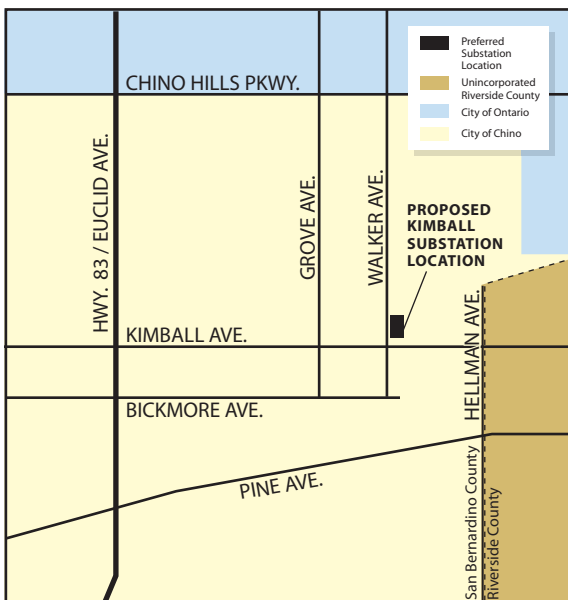 Preferred
Substation
Location
Unincorporated
Riverside County
City of Ontario
City of Chino
CHINO HILLS PKWY.
HWY. 83 / EUCLID AVE.
GROVE AVE.
WALKER AVE.
PROPOSED
KIMBALL
SUBSTATION
LOCATION
HELLMAN AVE.
KIMBALL AVE.
BICKMORE AVE.
PINE AVE.
San Bernardino County
Riverside County